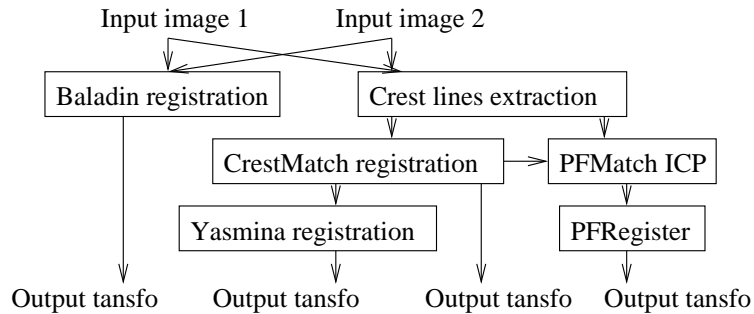 Input image 1
Input image 2
Baladin registration
Crest lines extraction
CrestMatch registration
PFMatch ICP
Yasmina registration
PFRegister
Output tansfo
Output tansfo
Output tansfo
Output tansfo